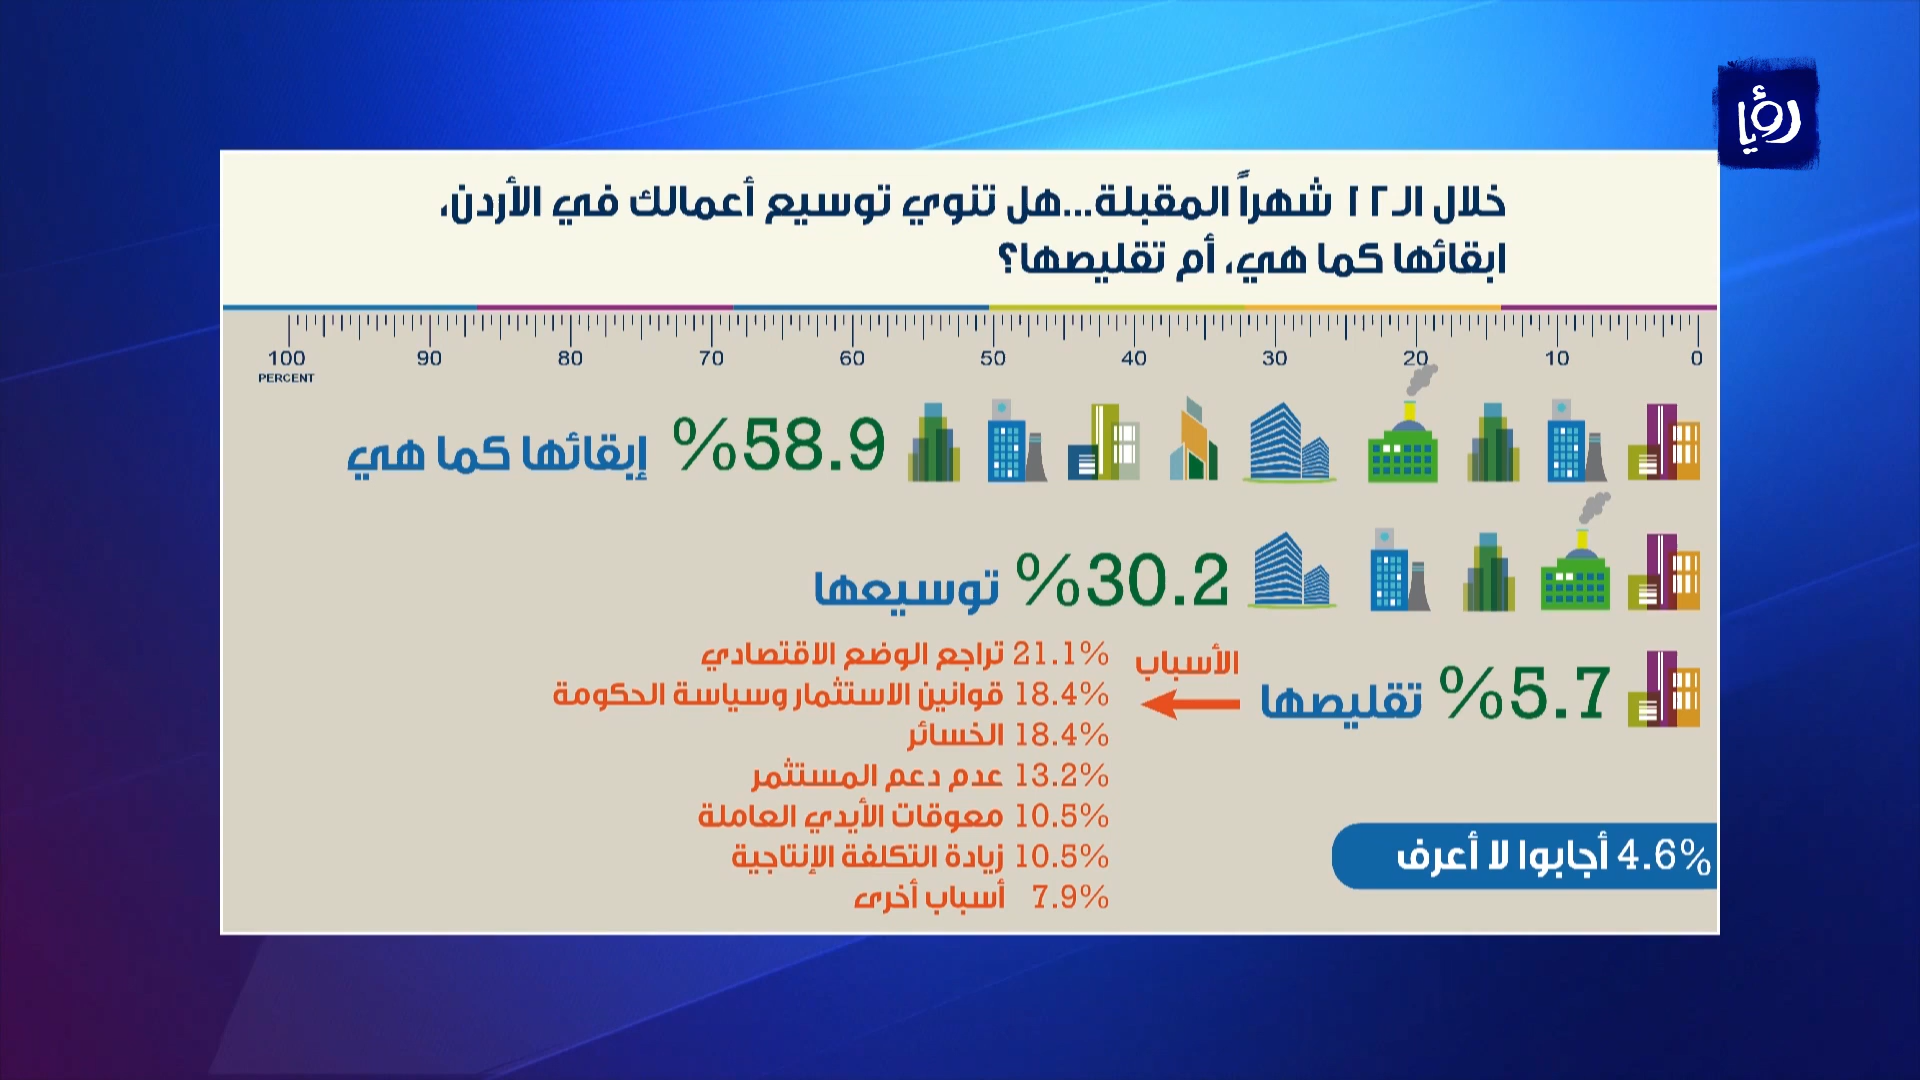 رؤيا
خلال الـ١٢ شهراً المقبلة...هل تنوي توسيع أعمالك في الأردن،
ابقائها كما هي، أم تقليصها؟
100 90 80 70 60 50 40 30 20 10 0
PERCENT
%58.9 إبقائها كما هي
%30.2 توسيعها
%5.7 تقليصها
الأسباب
21.1% تراجع الوضع الاقتصادي
18.4% قوانين الاستثمار وسياسة الحكومة
18.4% الخسائر
13.2% عدم دعم المستثمر
10.5% معوقات الأيدي العاملة
10.5% زيادة التكلفة الإنتاجية
7.9% أسباب أخرى
4.6% أجابوا لا أعرف